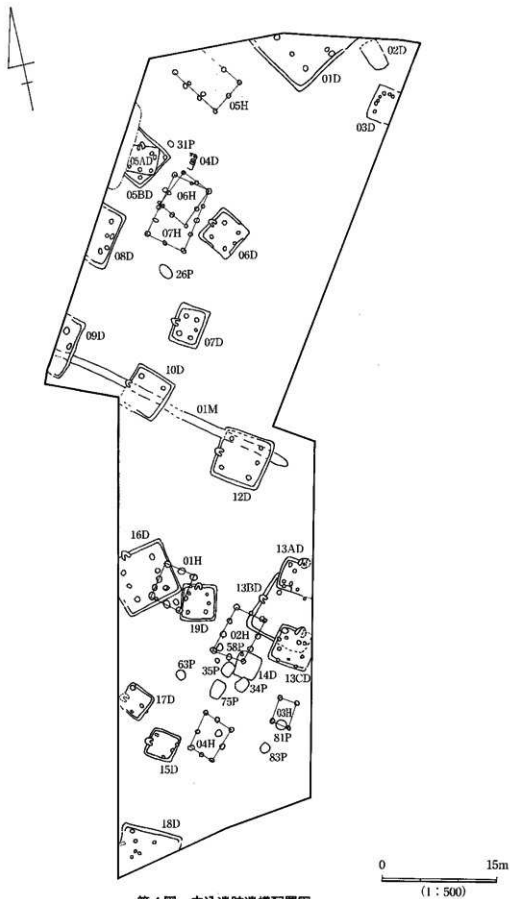 02D
01D
05H
03D
31P
04D
05AD
05BD
06H
07H
06D
08D
26P
07D
09D
10D
01M
12D
16D
01H
13AD
13BD
19D
02H
58P
13CD
63P
35P
14D
34P
75P
17D
03H
81P
04H
83P
15D
18D
0
15m
(1：500)